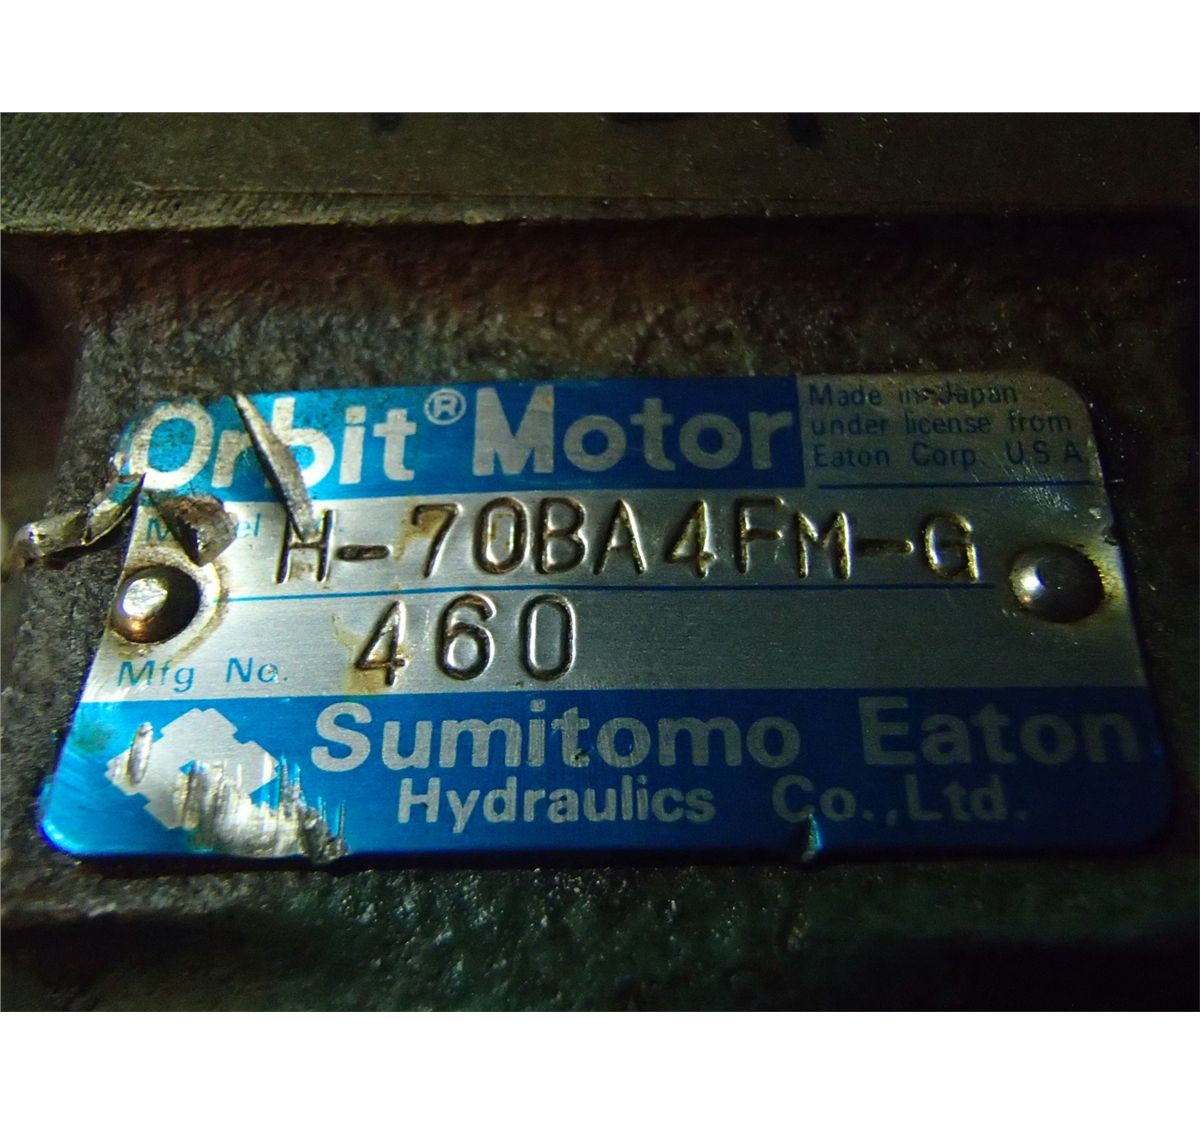 Orbit® Motor
Made in Japan
under license from
Eaton Corp. U.S.A
Model H-70BA4FM-G
Mfg No. 460
Sumitomo Eaton
Hydraulics Co.,Ltd.